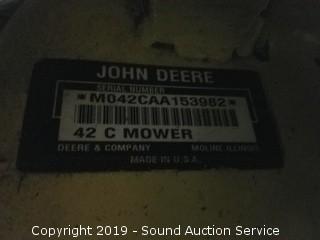 JOHN DEERE
SERIAL NUMBER
*M042CAA153982*
42 C MOWER
DEERE & COMPANY MOLINE ILLINOIS
MADE IN U.S.A.
Copyright 2019 - Sound Auction Service